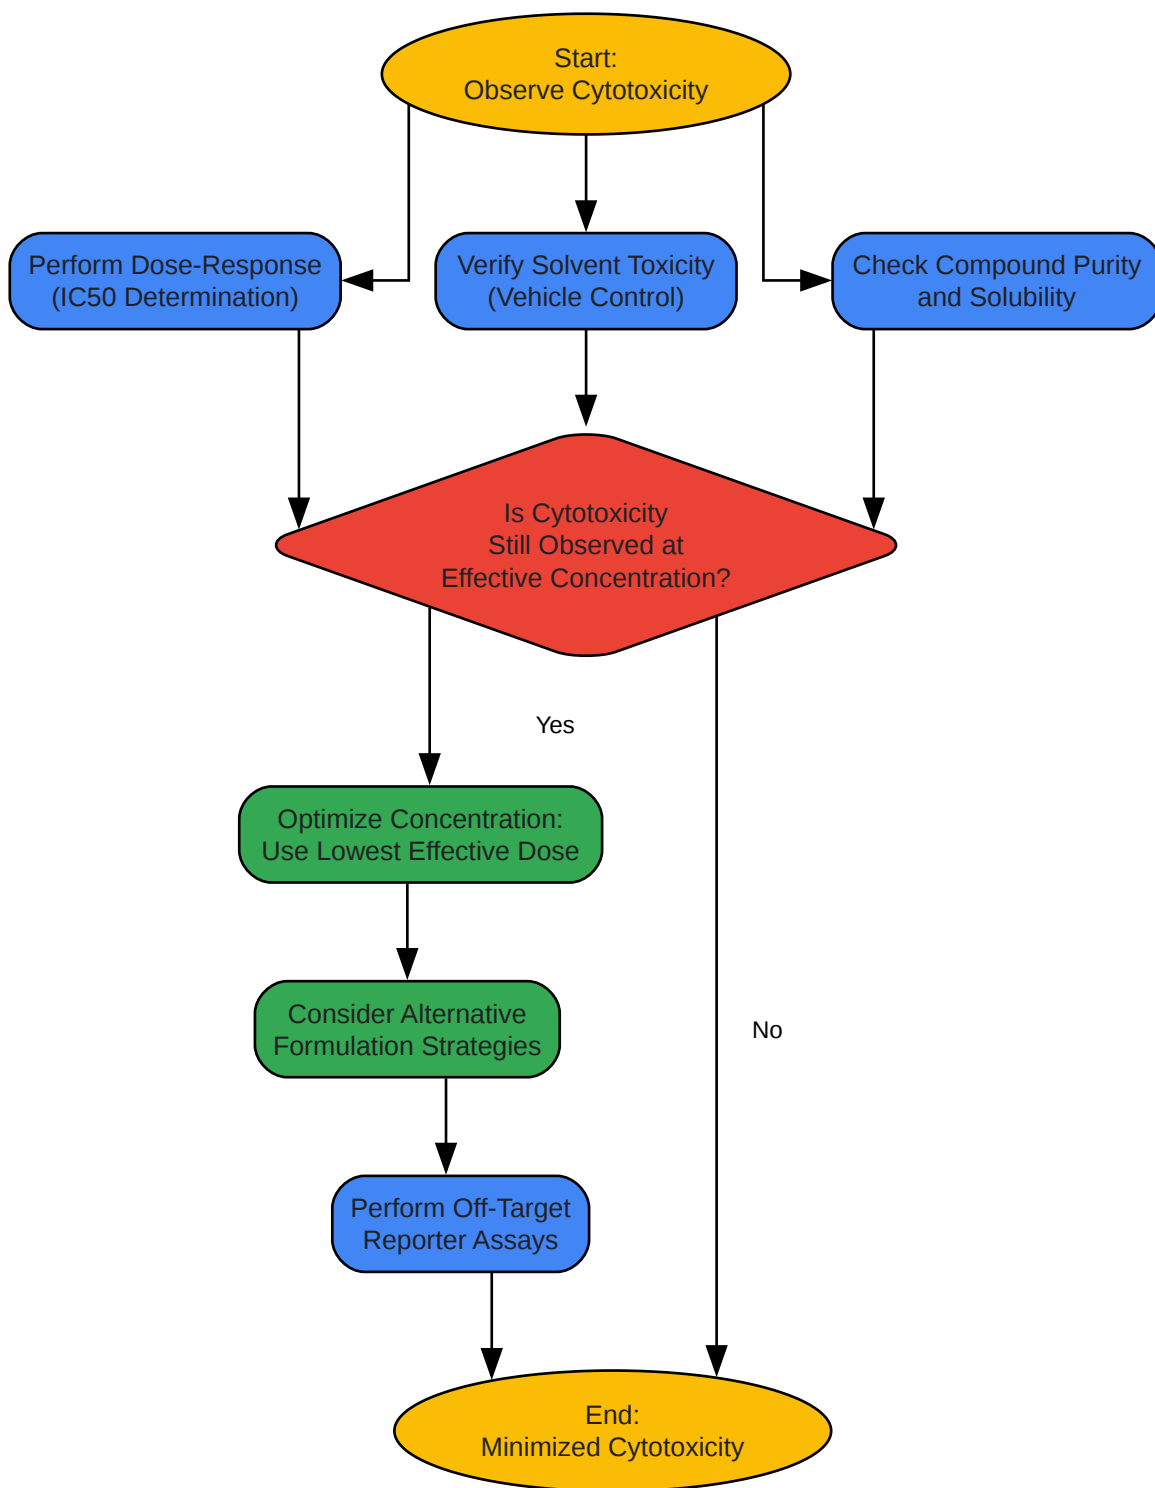 Start:
Observe Cytotoxicity
Perform Dose-Response
(IC50 Determination)
Verify Solvent Toxicity
(Vehicle Control)
Check Compound Purity
and Solubility
Is Cytotoxicity
Still Observed at
Effective Concentration?
Yes
Optimize Concentration:
Use Lowest Effective Dose
Consider Alternative
Formulation Strategies
No
Perform Off-Target
Reporter Assays
End:
Minimized Cytotoxicity